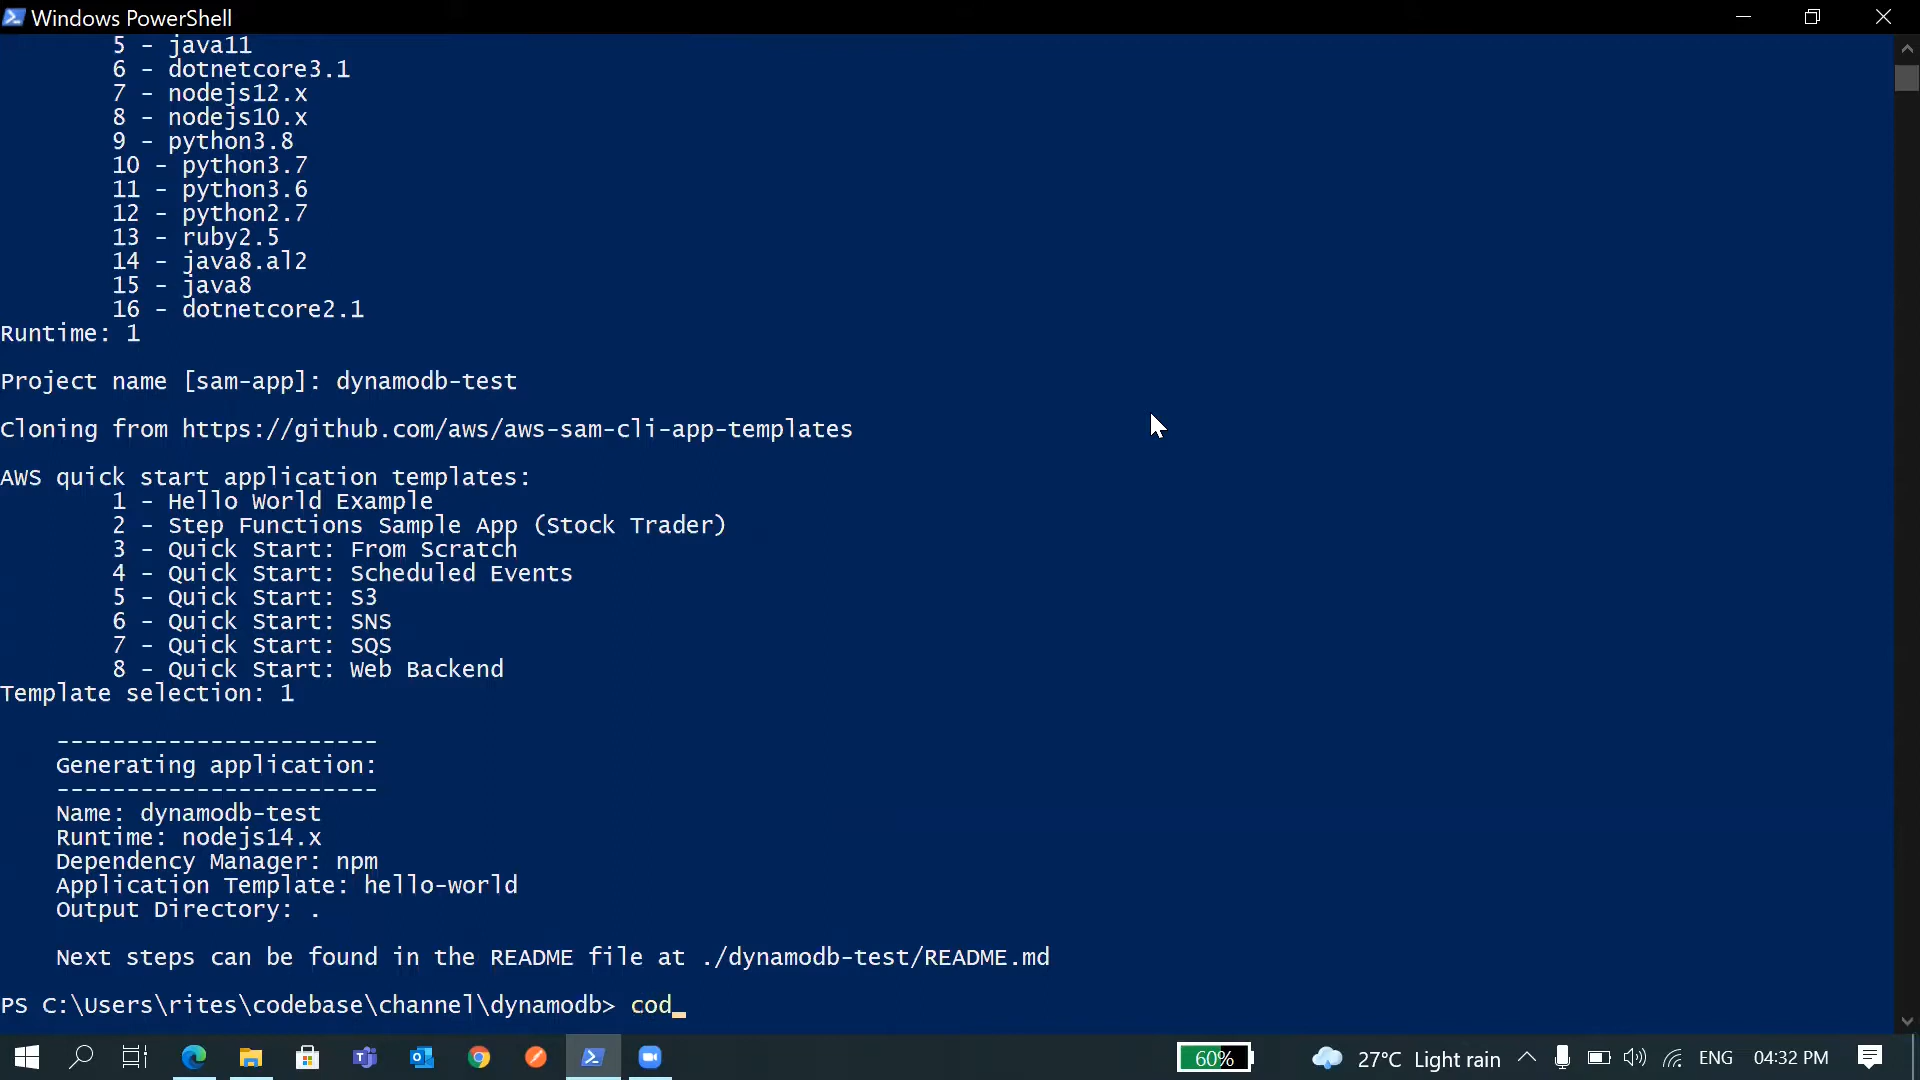 Windows PowerShell
5 - java11
6 - dotnetcore3.1
7 - nodejs12.x
8 - nodejs10.x
9 - python3.8
10 - python3.7
11 - python3.6
12 - python2.7
13 - ruby2.5
14 - java8.al2
15 - java8
16 - dotnetcore2.1
Runtime: 1
Project name [sam-app]: dynamodb-test
Cloning from https://github.com/aws/aws-sam-cli-app-templates
AWS quick start application templates:
1 - Hello World Example
2 - Step Functions Sample App (Stock Trader)
3 - Quick Start: From Scratch
4 - Quick Start: Scheduled Events
5 - Quick Start: S3
6 - Quick Start: SNS
7 - Quick Start: SQS
8 - Quick Start: Web Backend
Template selection: 1
-----------------------
Generating application:
-----------------------
Name: dynamodb-test
Runtime: nodejs14.x
Dependency Manager: npm
Application Template: hello-world
Output Directory: .
Next steps can be found in the README file at ./dynamodb-test/README.md
PS C:\Users\rites\codebase\channel\dynamodb> cod_
60% 27°C Light rain ENG 04:32 PM